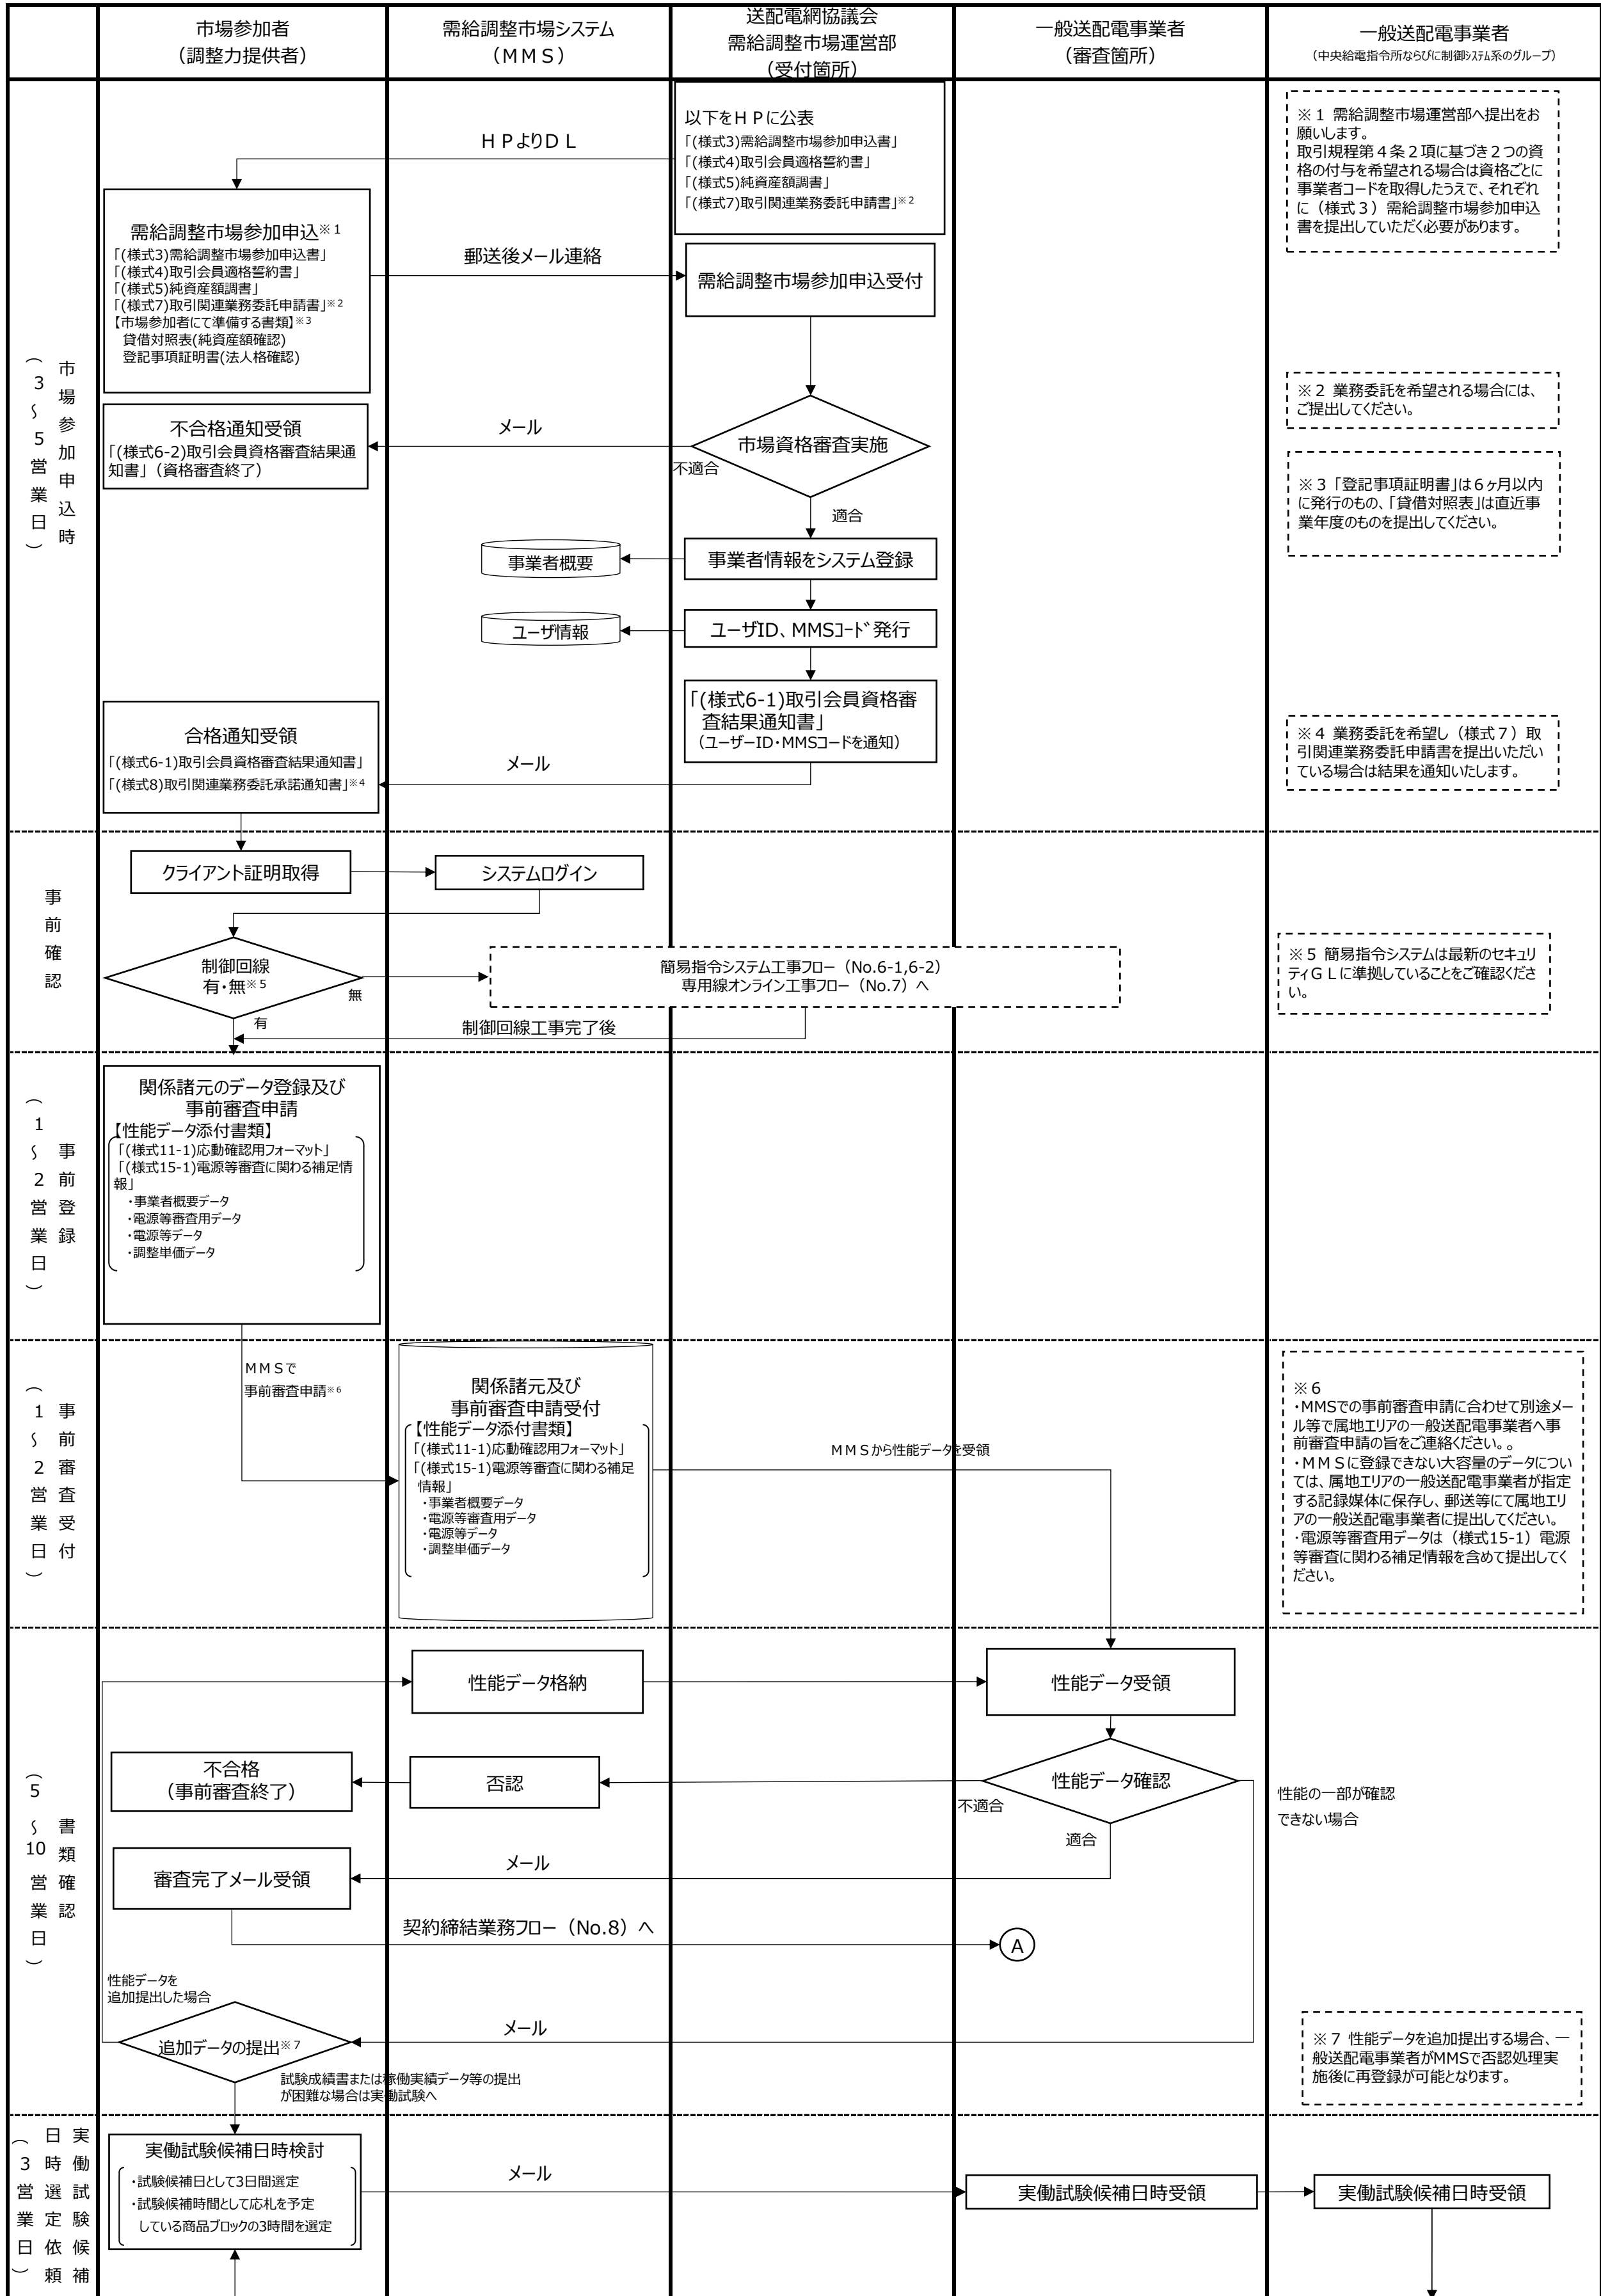 市場参加者
（調整力提供者）
需給調整市場システム
（ＭＭＳ）
送配電網協議会
需給調整市場運営部
（受付箇所）
一般送配電事業者
（審査箇所）
一般送配電事業者
（中央給電指令所ならびに制御システム系のグループ）
市場参加申込時
（3～5営業日）
以下をＨＰに公表
「(様式3)需給調整市場参加申込書」
「(様式4)取引会員適格誓約書」
「(様式5)純資産額調書」
「(様式7)取引関連業務委託申請書」※2
ＨＰよりＤＬ
※１ 需給調整市場運営部へ提出をお
願いします。
取引規程第４条２項に基づき２つの資
格の付与を希望される場合は資格ごとに
事業者コードを取得したうえで、それぞれ
に（様式３）需給調整市場参加申込
書を提出していただく必要があります。
需給調整市場参加申込※１
「(様式3)需給調整市場参加申込書」
「(様式4)取引会員適格誓約書」
「(様式5)純資産額調書」
「(様式7)取引関連業務委託申請書」※2
【市場参加者にて準備する書類】※3
貸借対照表(純資産額確認)
登記事項証明書(法人格確認)
郵送後メール連絡
需給調整市場参加申込受付
※２ 業務委託を希望される場合には、
ご提出してください。
不合格通知受領
「(様式6-2)取引会員資格審査結果通
知書」（資格審査終了）
メール
市場資格審査実施
不適合
適合
※３「登記事項証明書」は６ヶ月以内
に発行のもの、「貸借対照表」は直近事
業年度のものを提出してください。
事業者概要
事業者情報をシステム登録
ユーザ情報
ユーザID、MMSｺｰﾄﾞ発行
「(様式6-1)取引会員資格審
査結果通知書」
（ユーザーID・MMSコードを通知）
合格通知受領
「(様式6-1)取引会員資格審査結果通知書」
「(様式8)取引関連業務委託承諾通知書」※4
メール
※４ 業務委託を希望し（様式７）取
引関連業務委託申請書を提出いただい
ている場合は結果を通知いたします。
事前確認
クライアント証明取得
システムログイン
制御回線
有・無※5
無
有
簡易指令システム工事フロー（No.6-1,6-2）
専用線オンライン工事フロー（No.7）へ
制御回線工事完了後
※５ 簡易指令システムは最新のセキュリ
ティＧＬに準拠していることをご確認くださ
い。
事前登録
（1～2営業日）
関係諸元のデータ登録及び
事前審査申請
【性能データ添付書類】
「(様式11-1)応動確認用フォーマット」
「(様式15-1)電源等審査に関わる補足情
報」
・事業者概要データ
・電源等審査用データ
・電源等データ
・調整単価データ
事前審査受付
（1～2営業日）
ＭＭＳで
事前審査申請※6
関係諸元及び
事前審査申請受付
【性能データ添付書類】
「(様式11-1)応動確認用フォーマット」
「(様式15-1)電源等審査に関わる補足
情報」
・事業者概要データ
・電源等審査用データ
・電源等データ
・調整単価データ
ＭＭＳから性能データを受領
※６
・MMSでの事前審査申請に合わせて別途メー
ル等で属地エリアの一般送配電事業者へ事
前審査申請の旨をご連絡ください。。
・ＭＭＳに登録できない大容量のデータについ
ては、属地エリアの一般送配電事業者が指定
する記録媒体に保存し、郵送等にて属地エリ
アの一般送配電事業者に提出してください。
・電源等審査用データは（様式15-1）電源
等審査に関わる補足情報を含めて提出してく
ださい。
書類確認
（5～10営業日）
性能データ格納
性能データ受領
不合格
（事前審査終了）
否認
性能データ確認
不適合
適合
性能の一部が確認
できない場合
審査完了メール受領
メール
契約締結業務フロー（No.8）へ
A
性能データを
追加提出した場合
追加データの提出※7
メール
試験成績書または稼働実績データ等の提出
が困難な場合は実働試験へ
※７ 性能データを追加提出する場合、一
般送配電事業者がMMSで否認処理実
施後に再登録が可能となります。
実働試験候補
日時選定依頼
（3営業日）
実働試験候補日時検討
・試験候補日として3日間選定
・試験候補時間として応札を予定
している商品ブロックの3時間を選定
メール
実働試験候補日時受領
実働試験候補日時受領